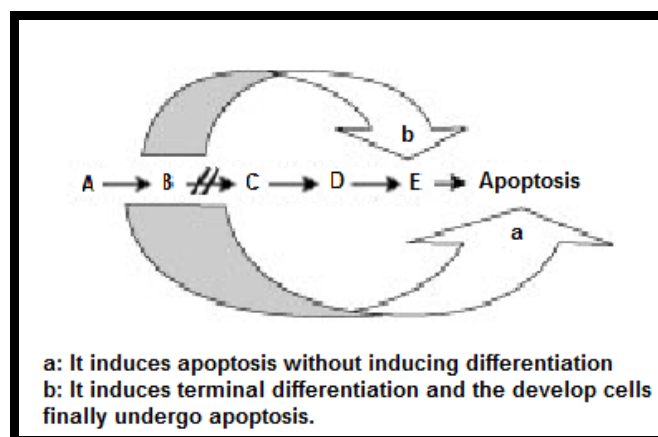 b
A B C D E Apoptosis
a
a: It induces apoptosis without inducing differentiation
b: It induces terminal differentiation and the develop cells
finally undergo apoptosis.